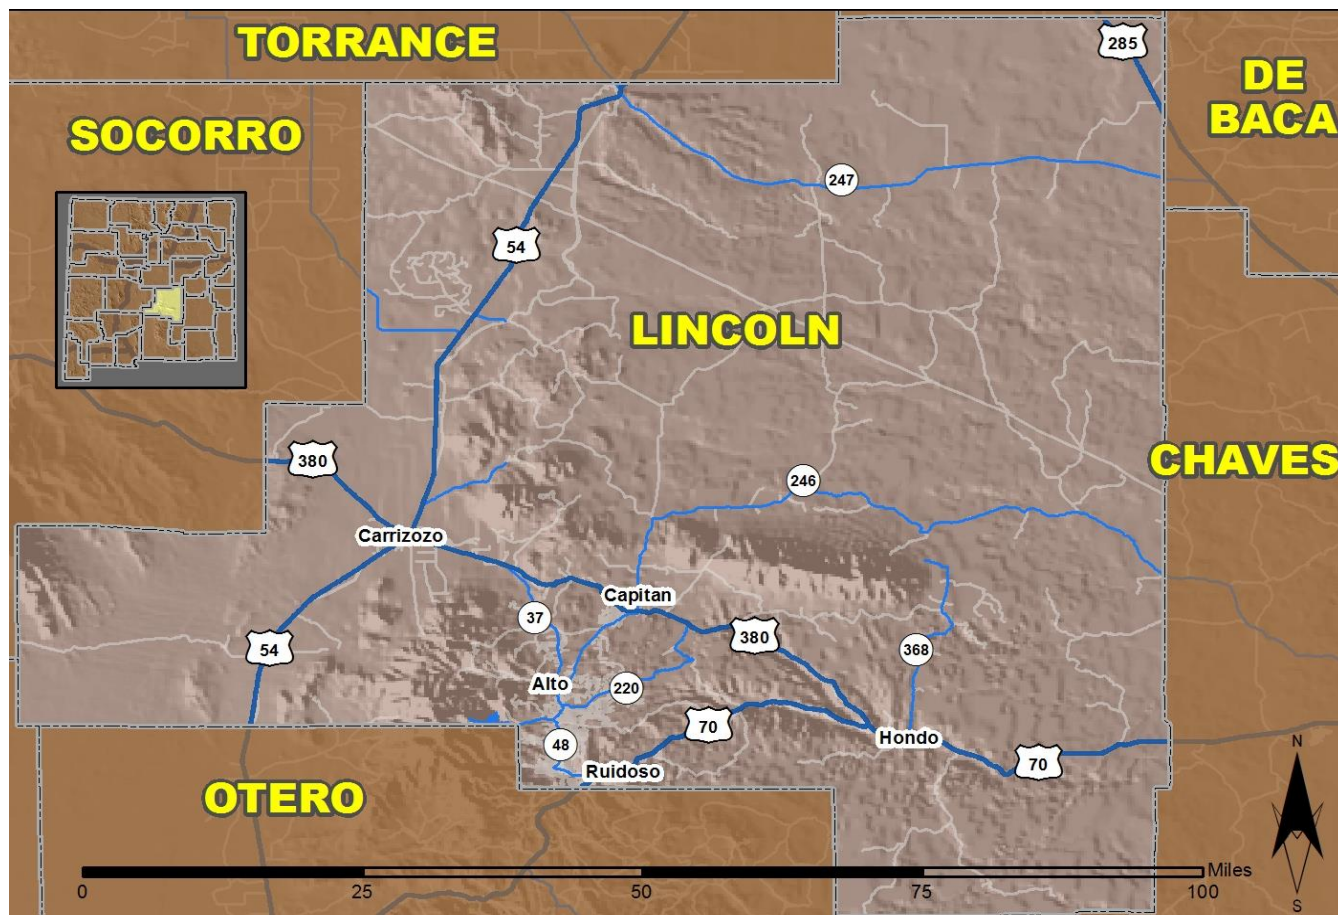 TORRANCE
285
DE
BACA
SOCORRO
247
54
LINCOLN
380
CHAVES
246
Carrizozo
Capitan
37
380
54
368
Alto
220
70
Hondo
48
70
Ruidoso
OTERO
N
Miles
0 25 50 75 100
S